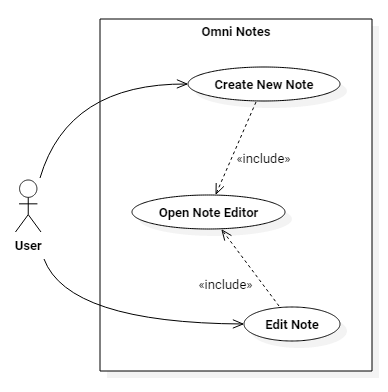 Omni Notes
Create New Note
«include»
Open Note Editor
User
«include»
Edit Note